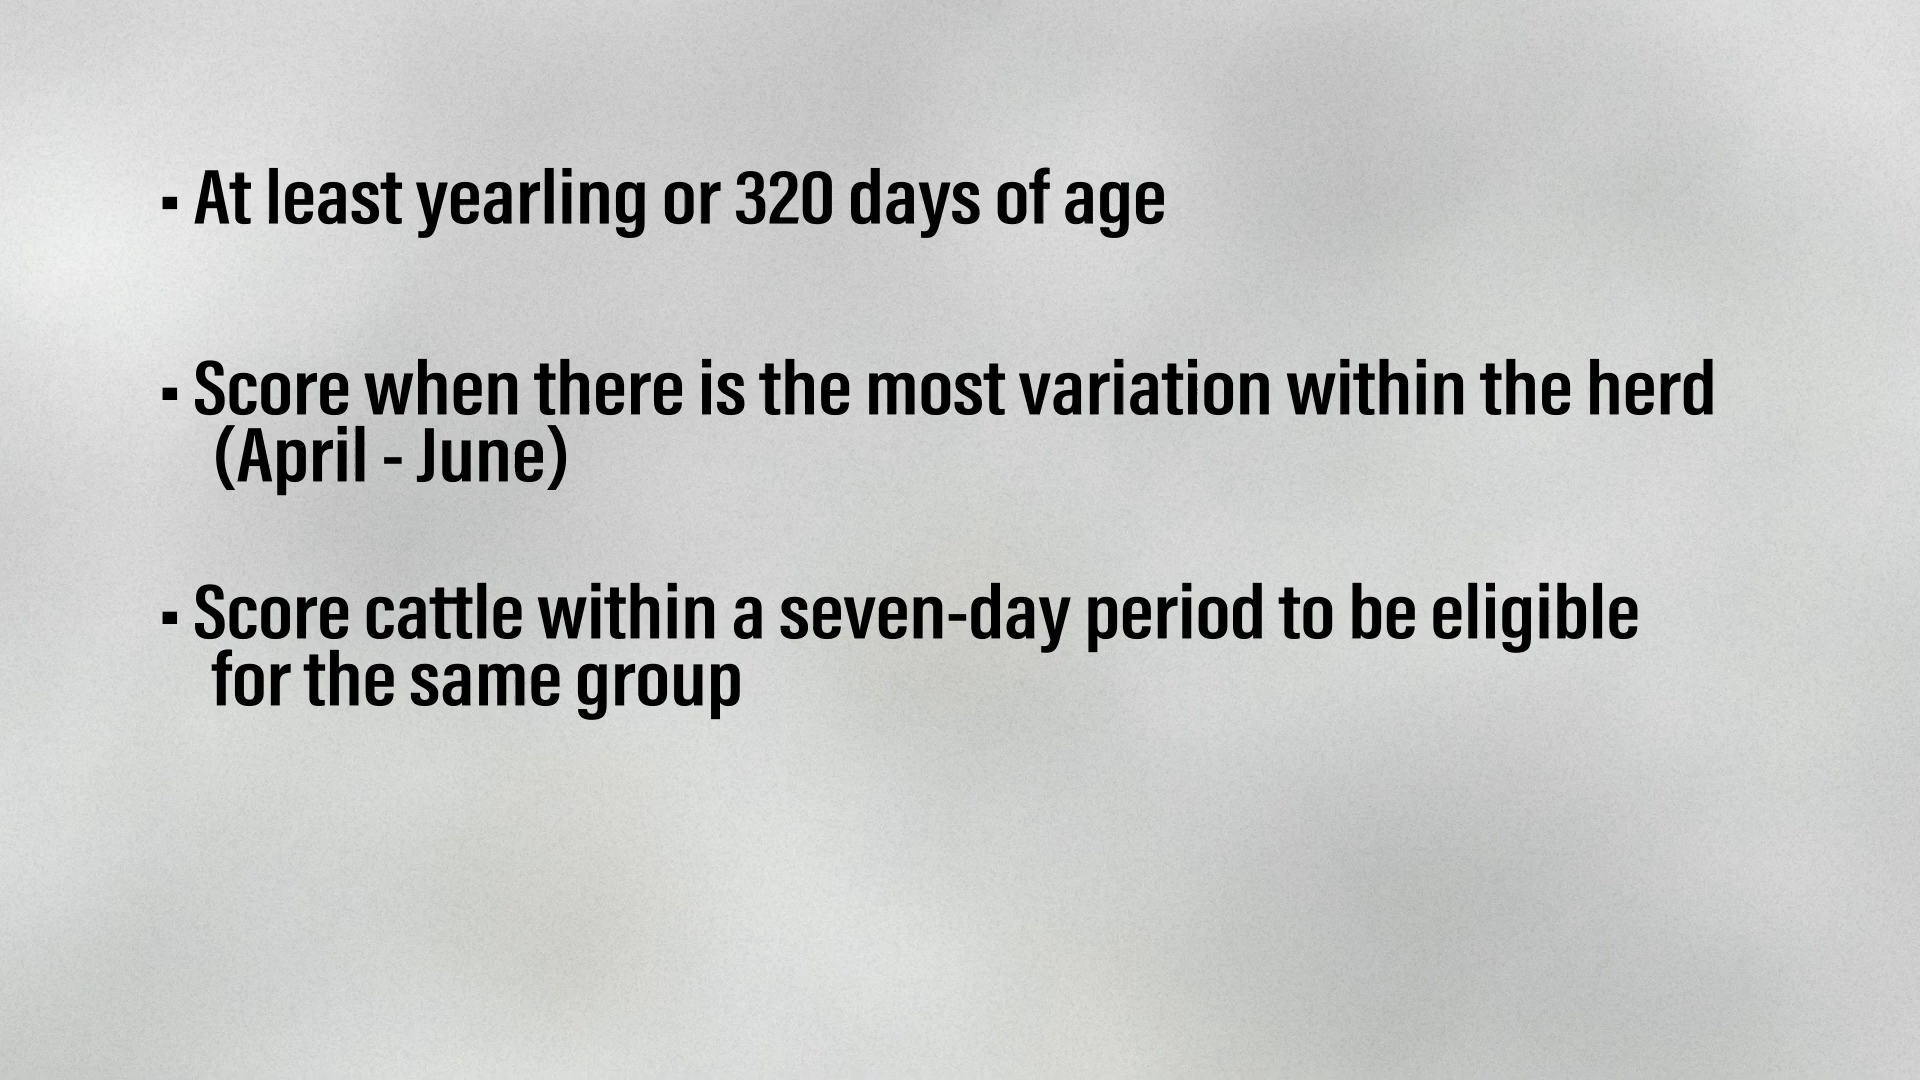 ▪ At least yearling or 320 days of age
▪ Score when there is the most variation within the herd
(April - June)
▪ Score cattle within a seven-day period to be eligible
for the same group